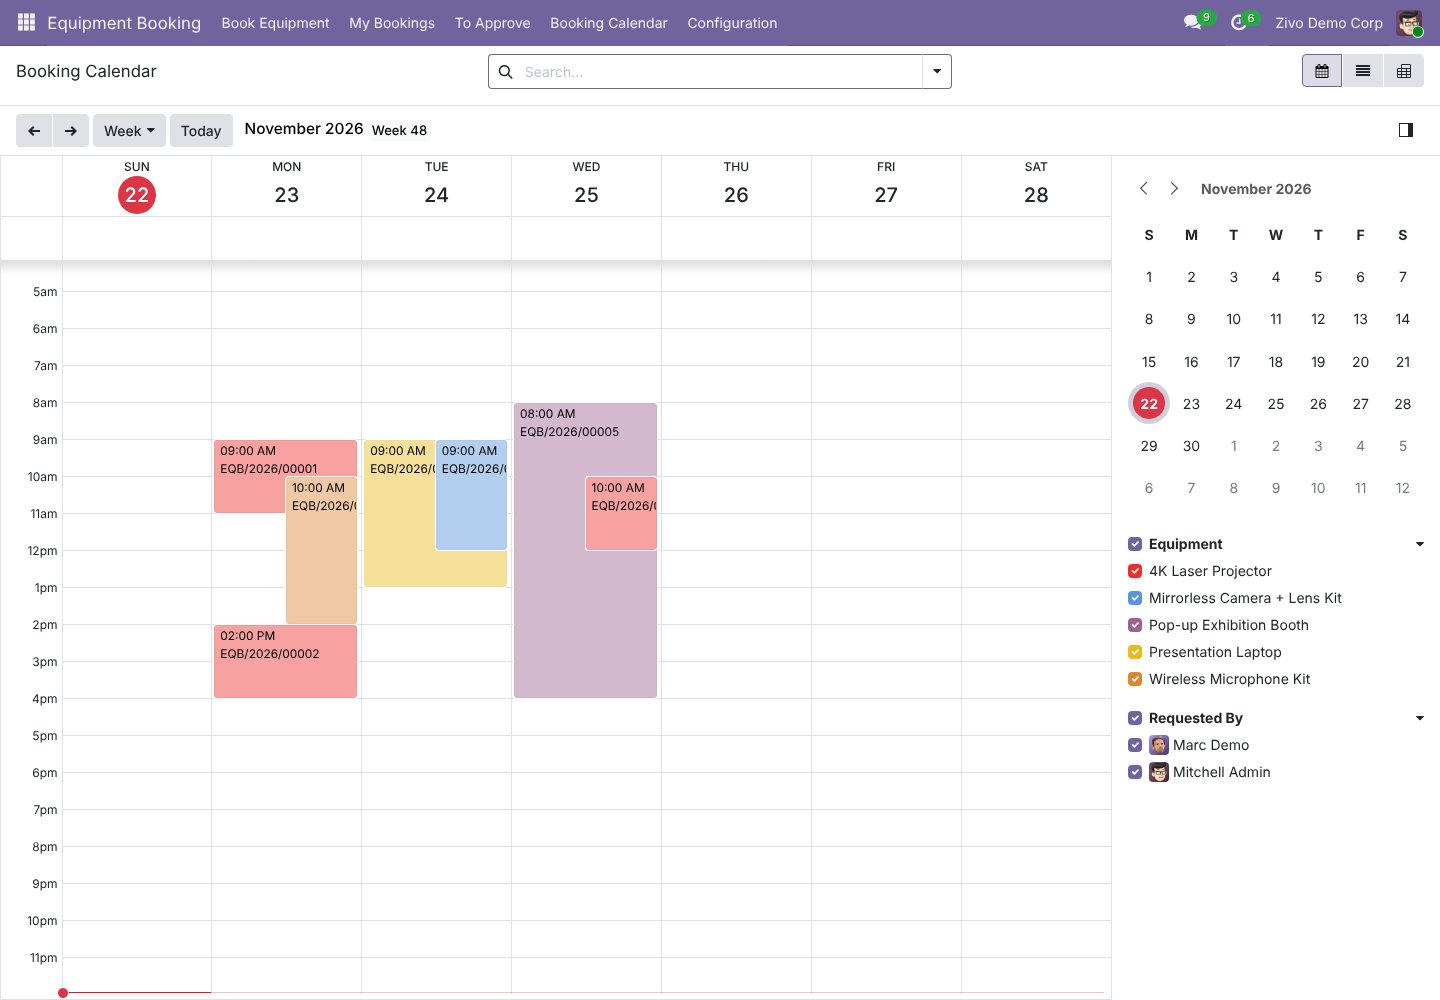 Equipment Booking Book Equipment My Bookings To Approve Booking Calendar Configuration 9 6 Zivo Demo Corp
Booking Calendar Search...
Week Today November 2026 Week 48
SUN MON TUE WED THU FRI SAT
22 23 24 25 26 27 28
5am
6am
7am
8am
9am
10am
11am
12pm
1pm
2pm
3pm
4pm
5pm
6pm
7pm
8pm
9pm
10pm
11pm
09:00 AM
EQB/2026/00001
10:00 AM
EQB/2026/
02:00 PM
EQB/2026/00002
09:00 AM
EQB/2026/
09:00 AM
EQB/2026/
08:00 AM
EQB/2026/00005
10:00 AM
EQB/2026/
November 2026
S M T W T F S
1 2 3 4 5 6 7
8 9 10 11 12 13 14
15 16 17 18 19 20 21
22 23 24 25 26 27 28
29 30 1 2 3 4 5
6 7 8 9 10 11 12
Equipment
4K Laser Projector
Mirrorless Camera + Lens Kit
Pop-up Exhibition Booth
Presentation Laptop
Wireless Microphone Kit
Requested By
Marc Demo
Mitchell Admin